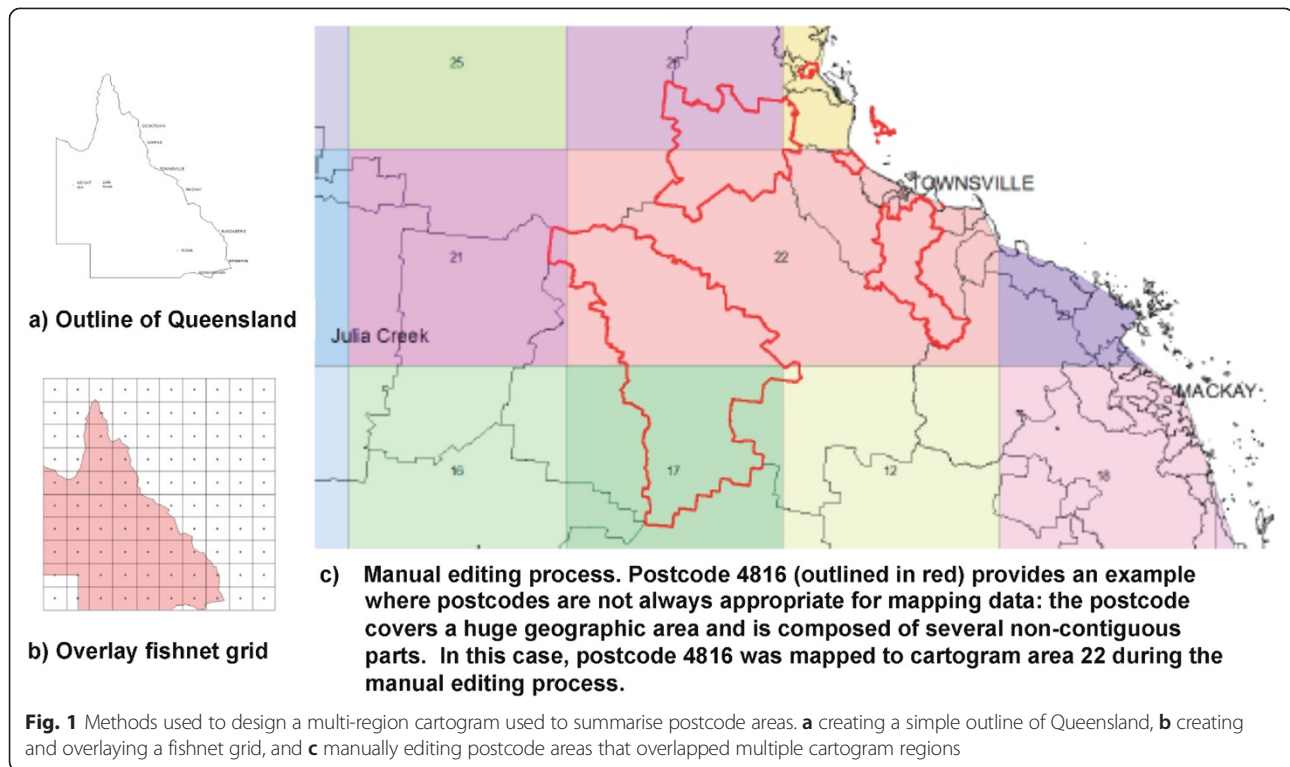 a) Outline of Queensland
b) Overlay fishnet grid
25
26
21
22
TOWNSVILLE
Julia Creek
MACKAY
16
17
12
18
c) Manual editing process. Postcode 4816 (outlined in red) provides an example
where postcodes are not always appropriate for mapping data: the postcode
covers a huge geographic area and is composed of several non-contiguous
parts. In this case, postcode 4816 was mapped to cartogram area 22 during the
manual editing process.
Fig. 1 Methods used to design a multi-region cartogram used to summarise postcode areas. a creating a simple outline of Queensland, b creating
and overlaying a fishnet grid, and c manually editing postcode areas that overlapped multiple cartogram regions